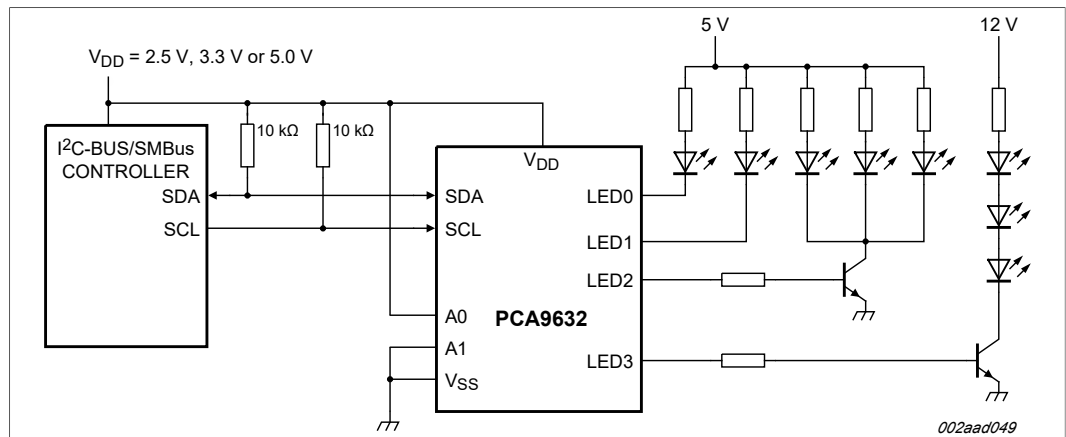 5 V
12 V
V_DD = 2.5 V, 3.3 V or 5.0 V
10 kΩ
10 kΩ
I²C-BUS/SMBus
CONTROLLER
SDA
SCL
V_DD
SDA
SCL
A0
A1
V_SS
PCA9632
LED0
LED1
LED2
LED3
002aad049